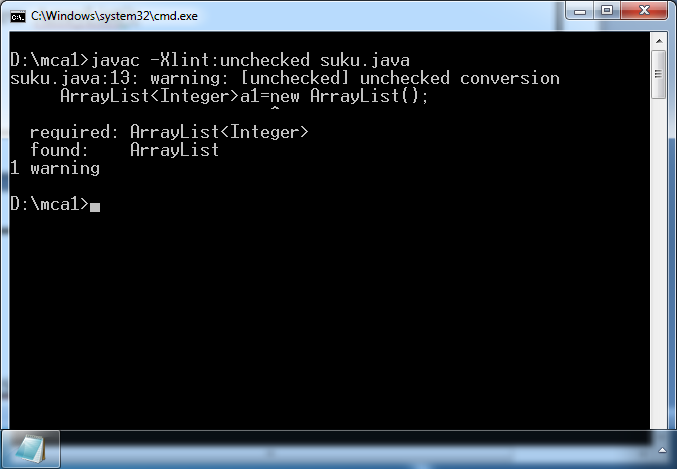 C:\Windows\system32\cmd.exe
D:\mca1>javac -Xlint:unchecked suku.java
suku.java:13: warning: [unchecked] unchecked conversion
     ArrayList<Integer>a1=new ArrayList();
                          ^
  required: ArrayList<Integer>
  found:    ArrayList
1 warning
D:\mca1>